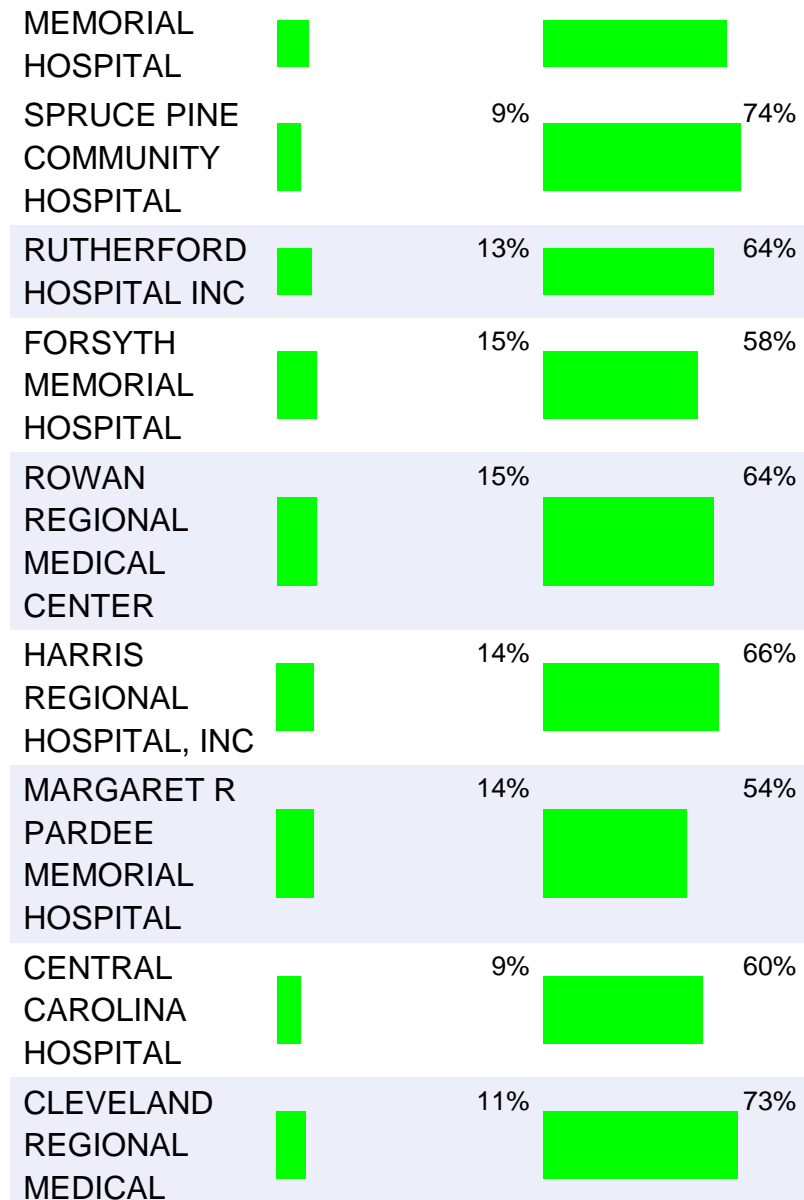 MEMORIAL
HOSPITAL
SPRUCE PINE 9% 74%
COMMUNITY
HOSPITAL
RUTHERFORD 13% 64%
HOSPITAL INC
FORSYTH 15% 58%
MEMORIAL
HOSPITAL
ROWAN 15% 64%
REGIONAL
MEDICAL
CENTER
HARRIS 14% 66%
REGIONAL
HOSPITAL, INC
MARGARET R 14% 54%
PARDEE
MEMORIAL
HOSPITAL
CENTRAL 9% 60%
CAROLINA
HOSPITAL
CLEVELAND 11% 73%
REGIONAL
MEDICAL